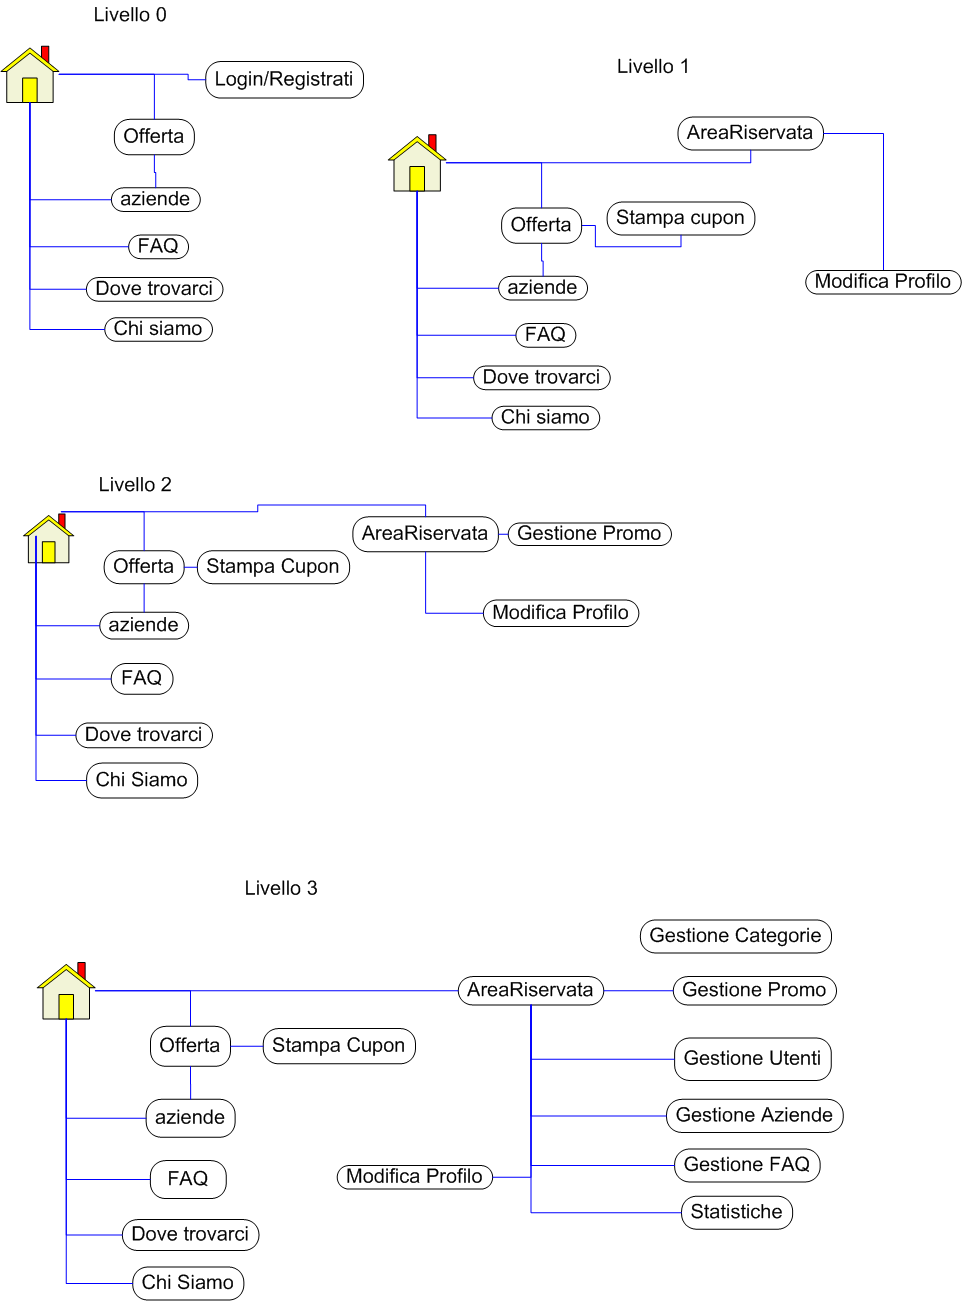 Livello 0
Login/Registrati
Offerta
aziende
FAQ
Dove trovarci
Chi siamo
Livello 1
AreaRiservata
Stampa cupon
Offerta
Modifica Profilo
aziende
FAQ
Dove trovarci
Chi siamo
Livello 2
AreaRiservata
Gestione Promo
Offerta
Stampa Cupon
Modifica Profilo
aziende
FAQ
Dove trovarci
Chi Siamo
Livello 3
Gestione Categorie
AreaRiservata
Gestione Promo
Offerta
Stampa Cupon
Gestione Utenti
aziende
Gestione Aziende
FAQ
Modifica Profilo
Gestione FAQ
Statistiche
Dove trovarci
Chi Siamo